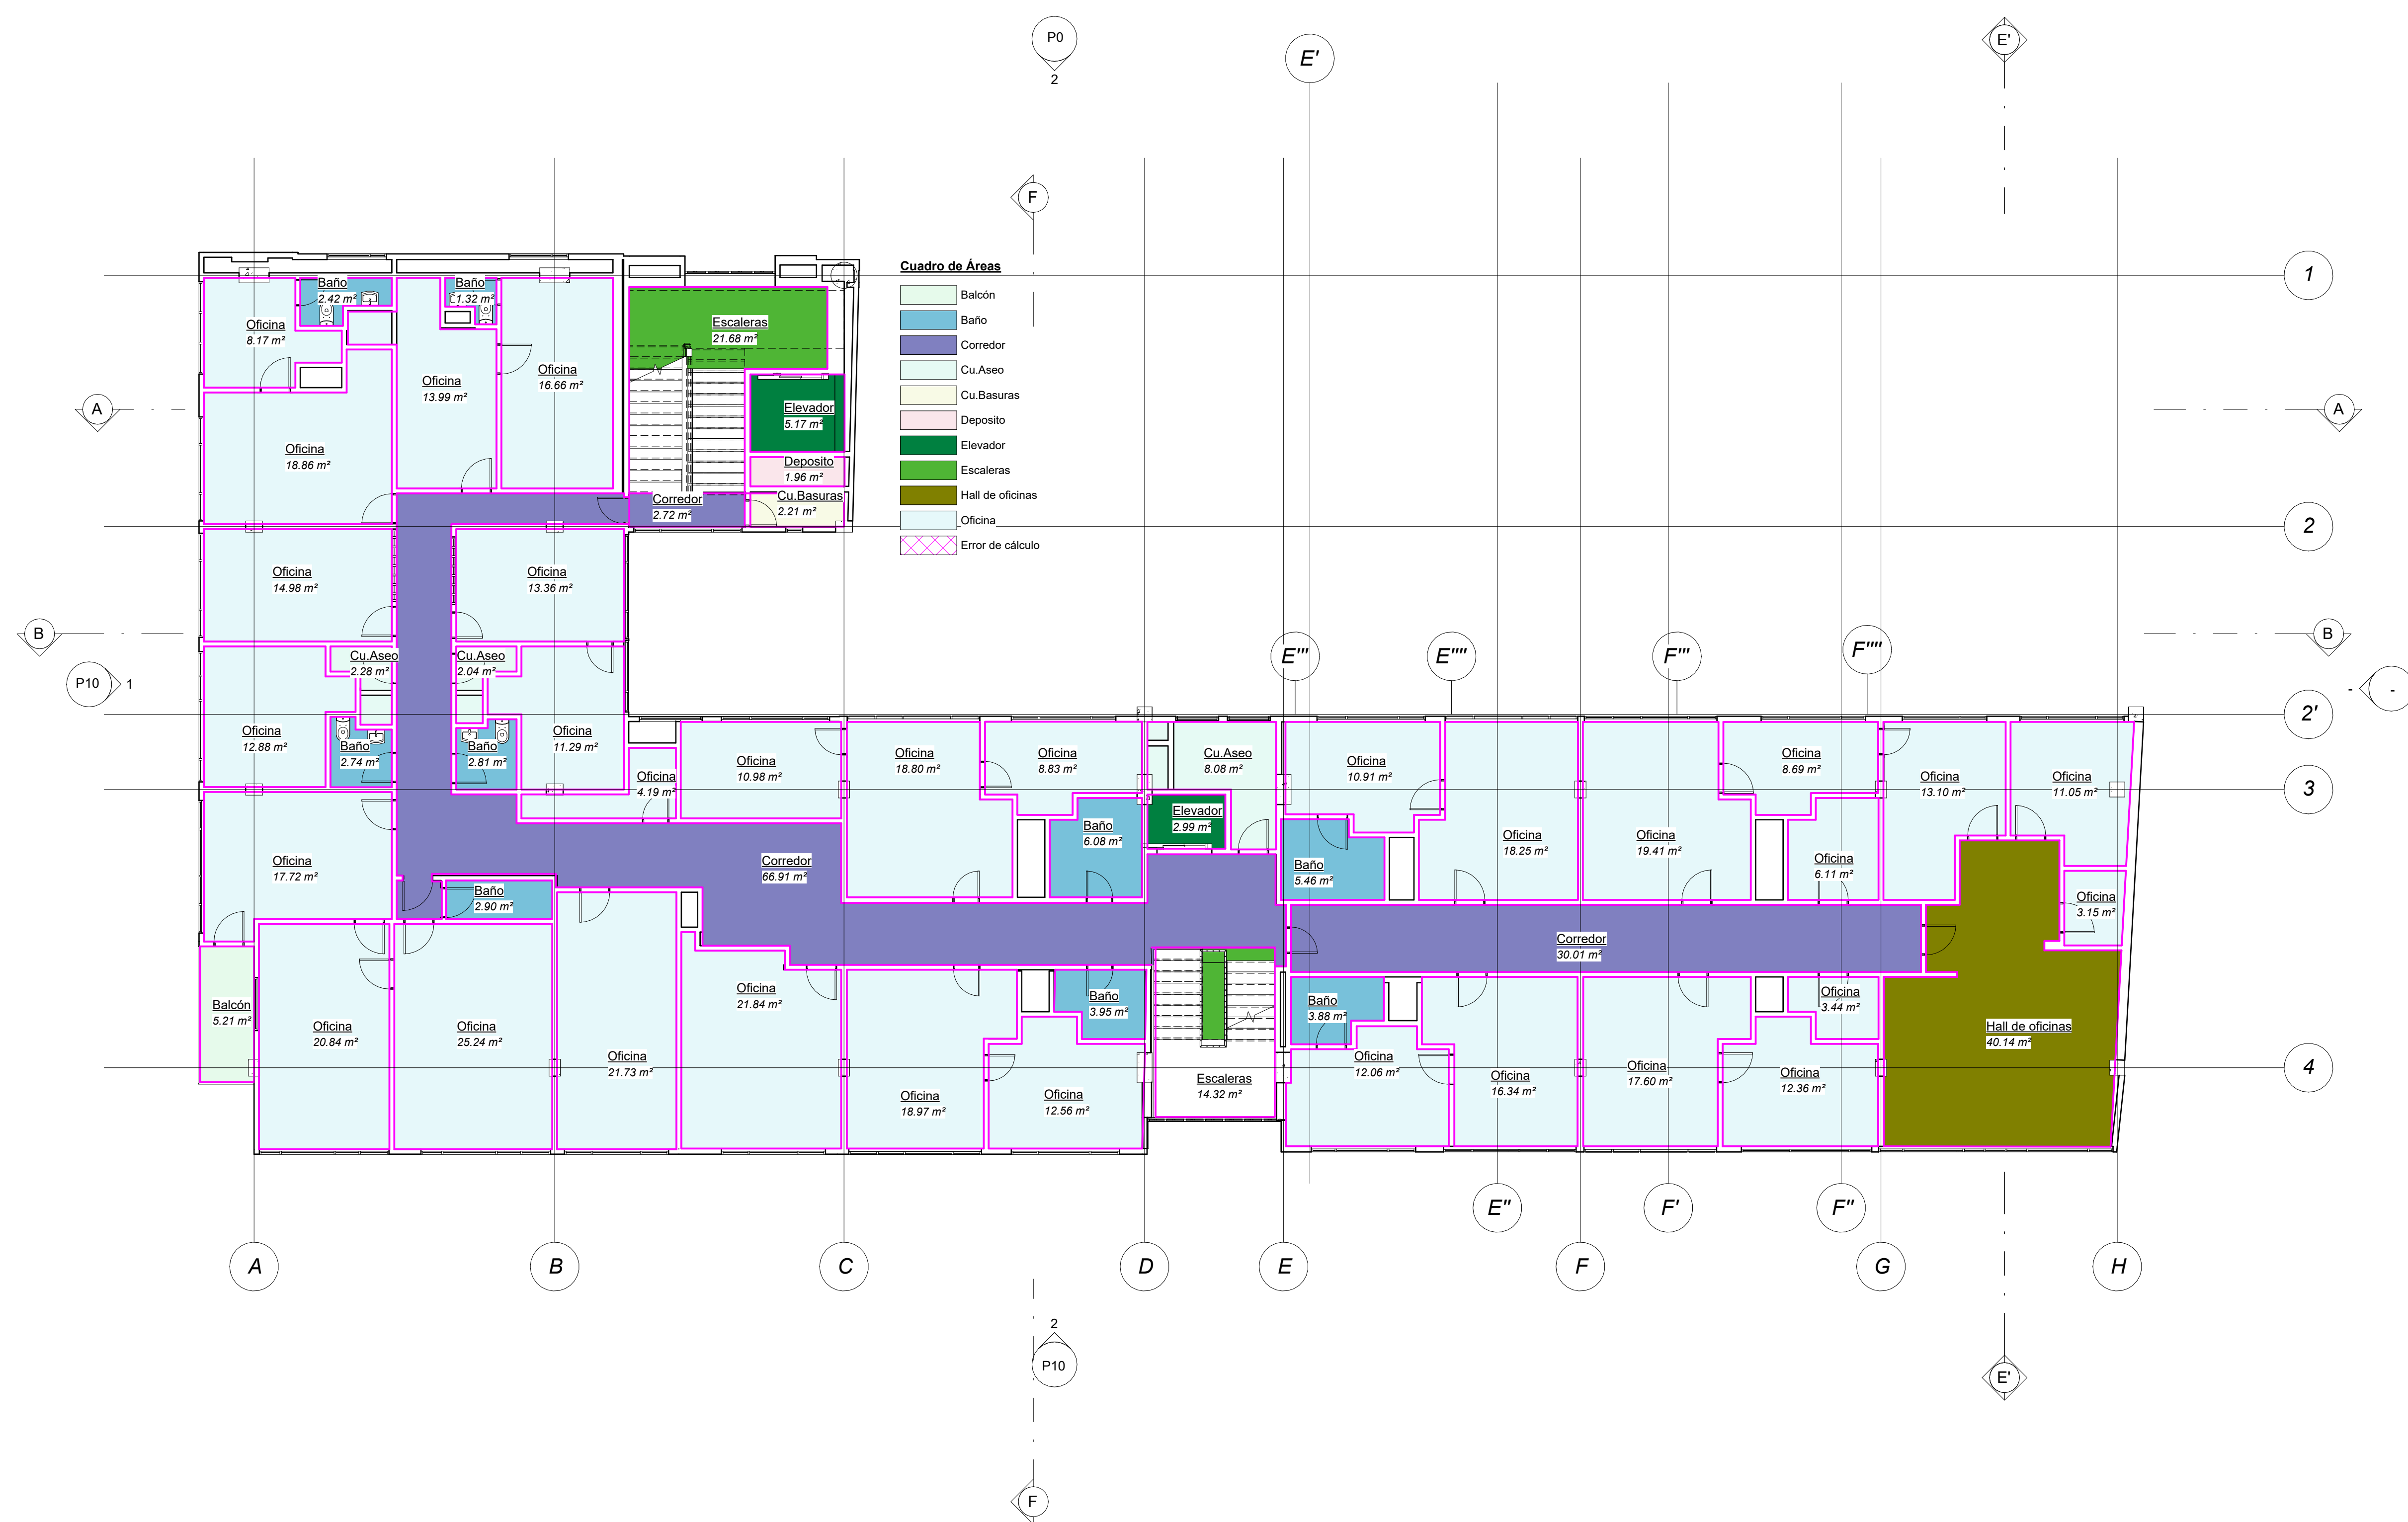 P0
2
E'
E'
F
Cuadro de Áreas
Balcón
Baño
Corredor
Cu.Aseo
Cu.Basuras
Deposito
Elevador
Escaleras
Hall de oficinas
Oficina
Error de cálculo
1
Baño
2.42 m²
Baño
1.32 m²
Oficina
8.17 m²
Escaleras
21.68 m²
Oficina
13.99 m²
Oficina
16.66 m²
A
Elevador
5.17 m²
A
Oficina
18.86 m²
Deposito
1.96 m²
Corredor
2.72 m²
Cu.Basuras
2.21 m²
2
Oficina
14.98 m²
Oficina
13.36 m²
B
B
E'''
E''''
F'''
F''''
Cu.Aseo
2.28 m²
Cu.Aseo
2.04 m²
P10
1
-
-
2'
Oficina
12.88 m²
Baño
2.74 m²
Baño
2.81 m²
Oficina
11.29 m²
Oficina
4.19 m²
Oficina
10.98 m²
Oficina
18.80 m²
Oficina
8.83 m²
Cu.Aseo
8.08 m²
Oficina
10.91 m²
Oficina
8.69 m²
Oficina
13.10 m²
Oficina
11.05 m²
3
Elevador
2.99 m²
Baño
6.08 m²
Oficina
18.25 m²
Oficina
19.41 m²
Oficina
17.72 m²
Corredor
66.91 m²
Baño
5.46 m²
Oficina
6.11 m²
Baño
2.90 m²
Oficina
3.15 m²
Corredor
30.01 m²
Balcón
5.21 m²
Oficina
20.84 m²
Oficina
25.24 m²
Oficina
21.73 m²
Oficina
21.84 m²
Baño
3.95 m²
Baño
3.88 m²
Oficina
3.44 m²
Hall de oficinas
40.14 m²
Oficina
18.97 m²
Oficina
12.56 m²
Escaleras
14.32 m²
Oficina
12.06 m²
Oficina
16.34 m²
Oficina
17.60 m²
Oficina
12.36 m²
4
E''
F'
F''
A
B
C
D
E
F
G
H
2
P10
E'
F